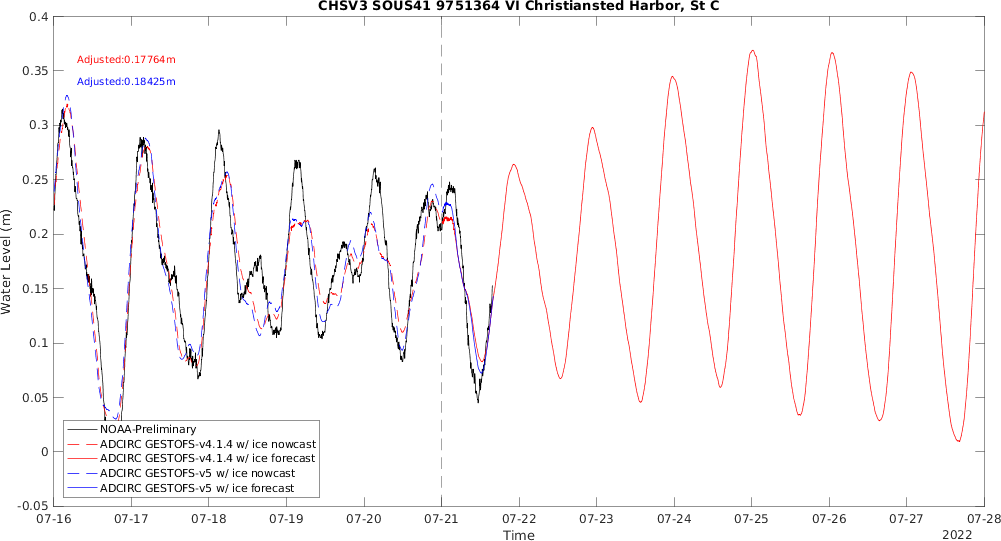 CHSV3 SOUS41 9751364 VI Christiansted Harbor, St C
Adjusted:0.17764m
Adjusted:0.18425m
Water Level (m)
0.4
0.35
0.3
0.25
0.2
0.15
0.1
0.05
0
-0.05
NOAA-Preliminary
ADCIRC GESTOFS-v4.1.4 w/ ice nowcast
ADCIRC GESTOFS-v4.1.4 w/ ice forecast
ADCIRC GESTOFS-v5 w/ ice nowcast
ADCIRC GESTOFS-v5 w/ ice forecast
07-16 07-17 07-18 07-19 07-20 07-21 07-22 07-23 07-24 07-25 07-26 07-27 07-28
Time
2022